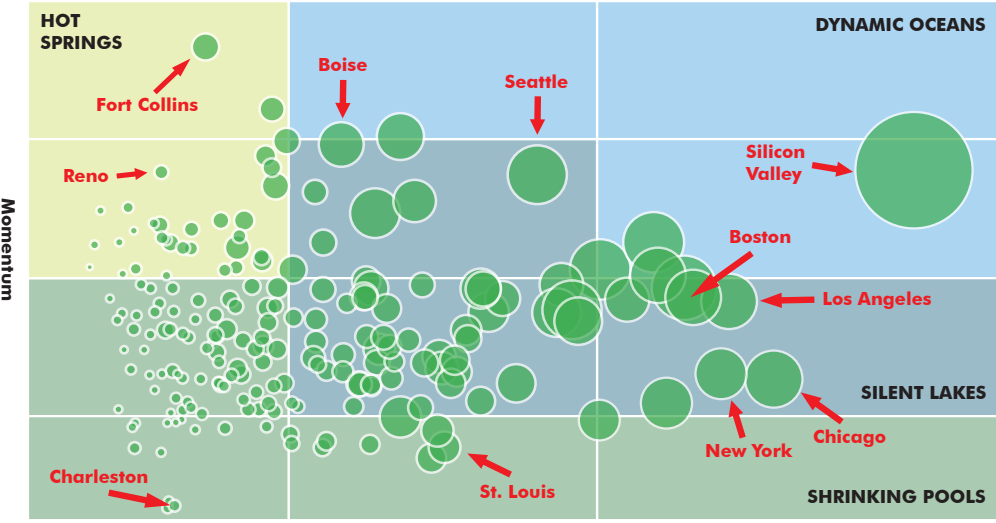 HOT
SPRINGS
DYNAMIC OCEANS
Boise
Seattle
Fort Collins
Silicon
Valley
Reno
Momentum
Boston
Los Angeles
SILENT LAKES
Chicago
New York
Charleston
St. Louis
SHRINKING POOLS